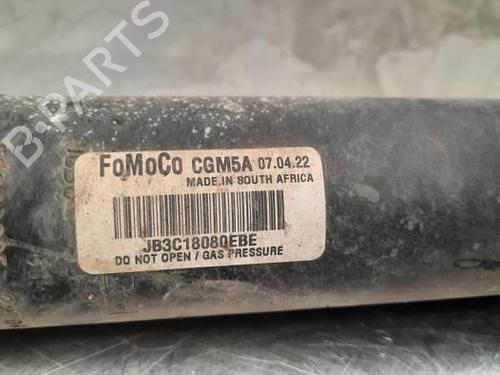 FoMoCo CGM5A 07.04.22
MADE IN SOUTH AFRICA
JB3C18080EBE
DO NOT OPEN / GAS PRESSURE
B-PARTS